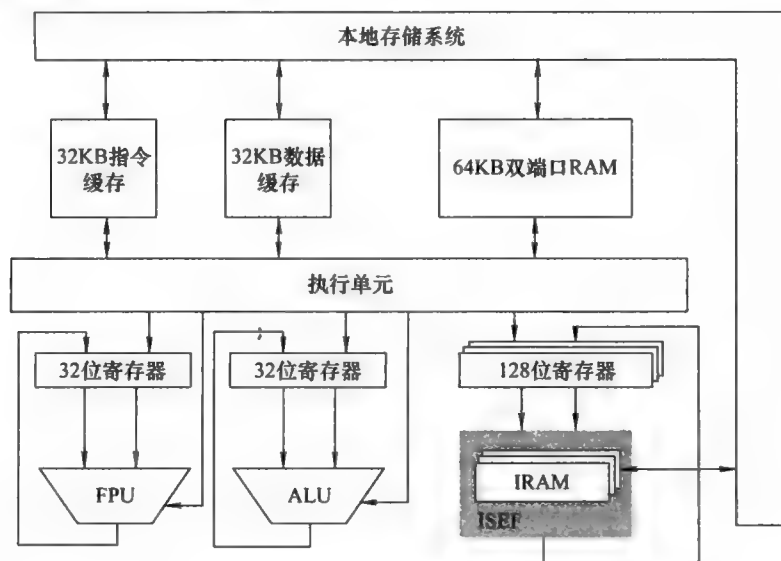 本地存储系统
32KB指令
缓存
32KB数据
缓存
64KB双端口RAM
执行单元
32位寄存器
32位寄存器
128位寄存器
FPU
ALU
IRAM
ISEF